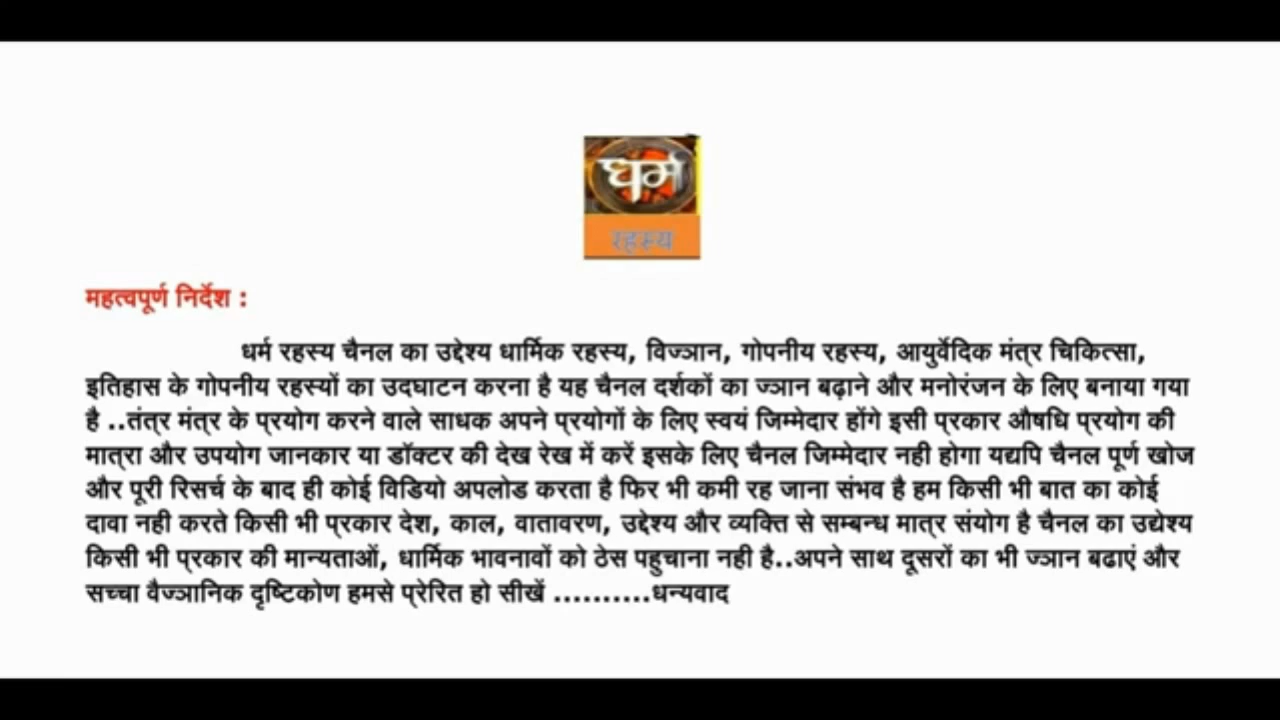 धर्म
रहस्य
महत्वपूर्ण निर्देश :
धर्म रहस्य चैनल का उद्देश्य धार्मिक रहस्य, विज्ञान, गोपनीय रहस्य, आयुर्वेदिक मंत्र चिकित्सा,
इतिहास के गोपनीय रहस्यों का उदघाटन करना है यह चैनल दर्शकों का ज्ञान बढ़ाने और मनोरंजन के लिए बनाया गया
है ..तंत्र मंत्र के प्रयोग करने वाले साधक अपने प्रयोगों के लिए स्वयं जिम्मेदार होंगे इसी प्रकार औषधि प्रयोग की
मात्रा और उपयोग जानकार या डॉक्टर की देख रेख में करें इसके लिए चैनल जिम्मेदार नही होगा यद्यपि चैनल पूर्ण खोज
और पूरी रिसर्च के बाद ही कोई विडियो अपलोड करता है फिर भी कमी रह जाना संभव है हम किसी भी बात का कोई
दावा नही करते किसी भी प्रकार देश, काल, वातावरण, उद्देश्य और व्यक्ति से सम्बन्ध मात्र संयोग है चैनल का उद्येश्य
किसी भी प्रकार की मान्यताओं, धार्मिक भावनावों को ठेस पहुचाना नही है..अपने साथ दूसरों का भी ज्ञान बढाएं और
सच्चा वैज्ञानिक दृष्टिकोण हमसे प्रेरित हो सीखें ..........धन्यवाद